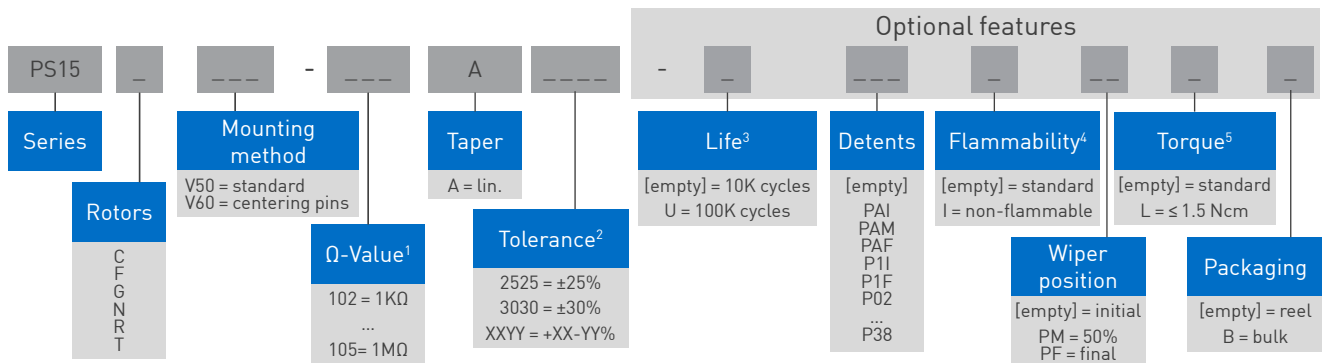 Optional features
PS15 _ _ _ _ - _ _ _ A _ _ _ _ - _ _ _ _ _ _ _ _ _
Series
Rotors
C
F
G
N
R
T
Mounting method
V50 = standard
V60 = centering pins
Ω-Value¹
102 = 1KΩ
...
105= 1MΩ
Taper
A = lin.
Tolerance²
2525 = ±25%
3030 = ±30%
XXYY = +XX-YY%
Life³
[empty] = 10K cycles
U = 100K cycles
Detents
[empty]
PAI
PAM
PAF
P1I
P1F
P02
...
P38
Flammability⁴
[empty] = standard
I = non-flammable
Wiper position
[empty] = initial
PM = 50%
PF = final
Torque⁵
[empty] = standard
L = ≤ 1.5 Ncm
Packaging
[empty] = reel
B = bulk